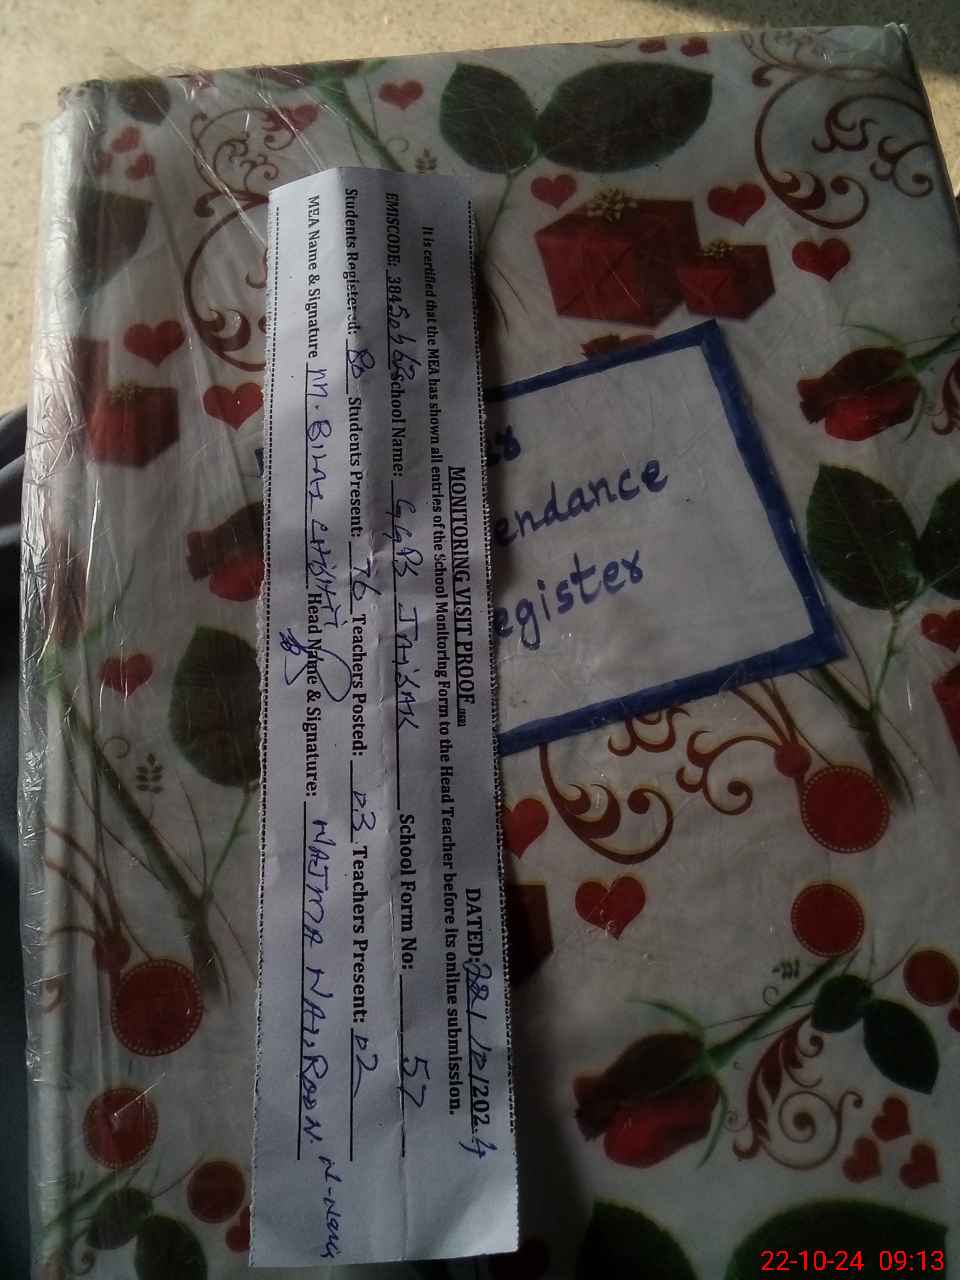 MONITORING VISIT PROOF DATED: 22/10/2024
It is certified that the MEA has shown all entries of the School Monitoring Form to the Head Teacher before its online submission.
EMISCODE: 384 School Name: GGPS School Form No: 57
Students Registered: 80 Students Present: 76 Teachers Posted: 03 Teachers Present: 02
MEA Name & Signature M. BILAL CHISHTI Head Name & Signature: NAJMA
endance
egister
22-10-24 09:13